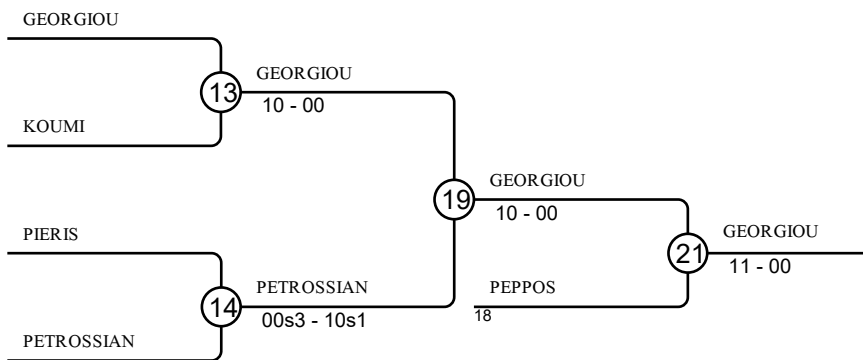 GEORGIOU
13
GEORGIOU
10 - 00
KOUMI
19
GEORGIOU
10 - 00
PIERIS
21
GEORGIOU
11 - 00
14
PETROSSIAN
00s3 - 10s1
PEPPOS
18
PETROSSIAN